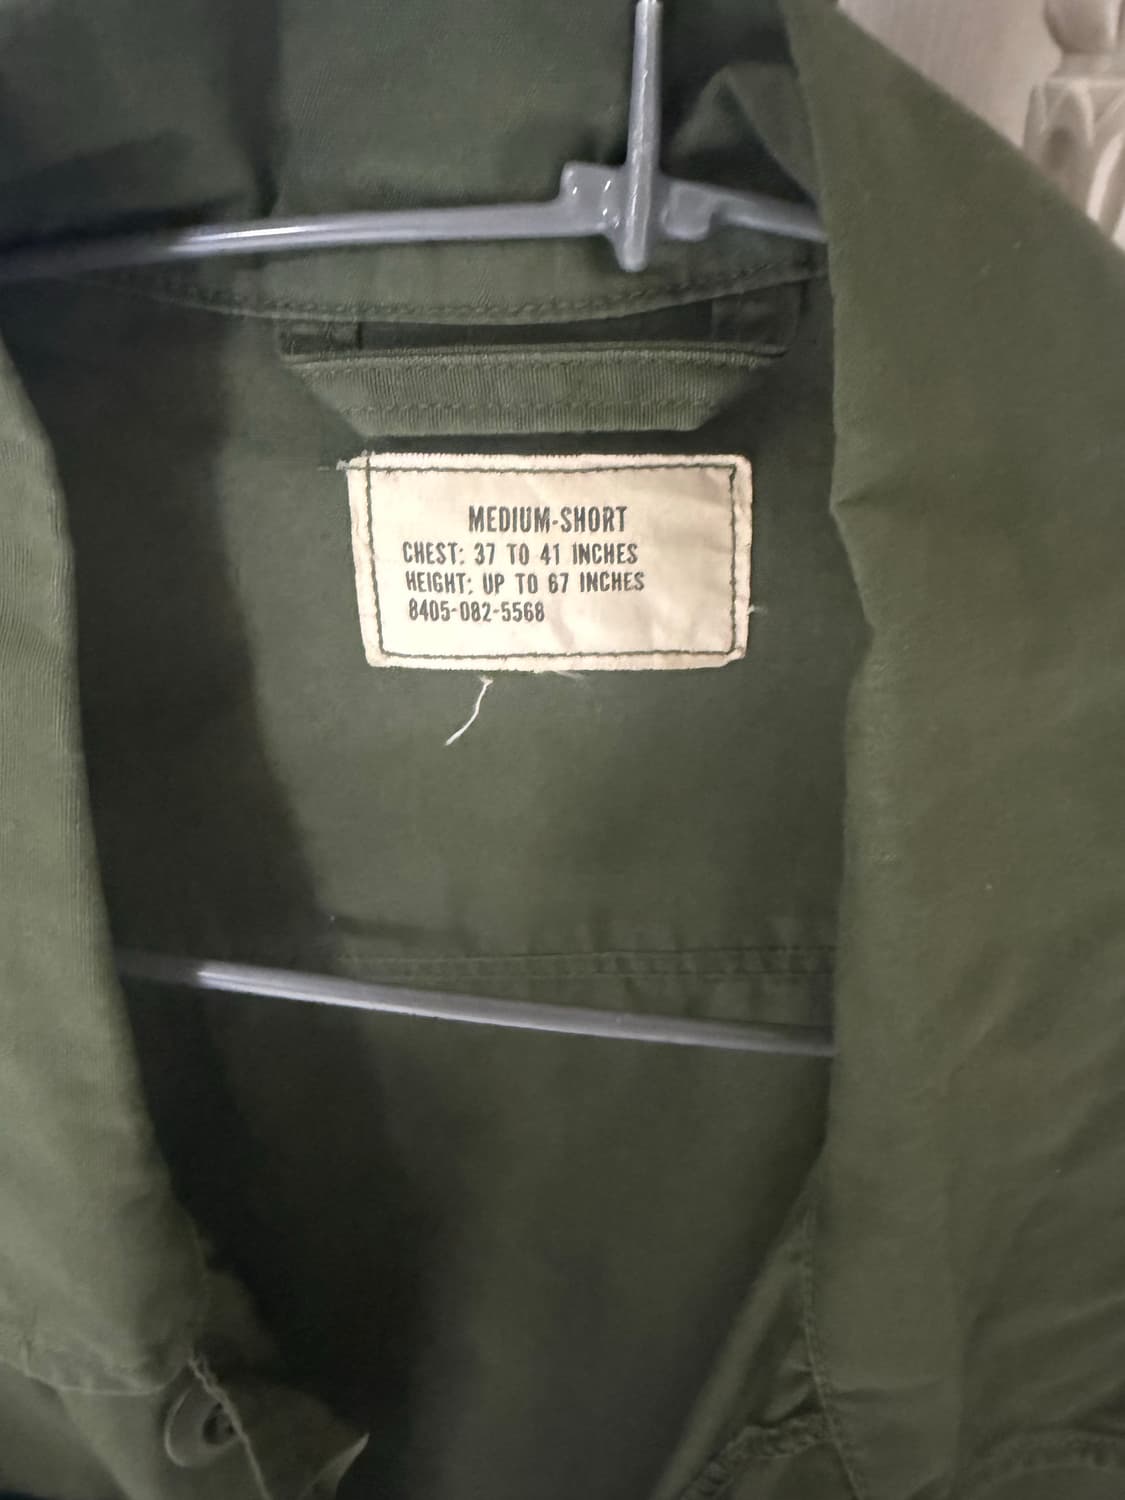 MEDIUM-SHORT
CHEST: 37 TO 41 INCHES
HEIGHT: UP TO 67 INCHES
8405-082-5568